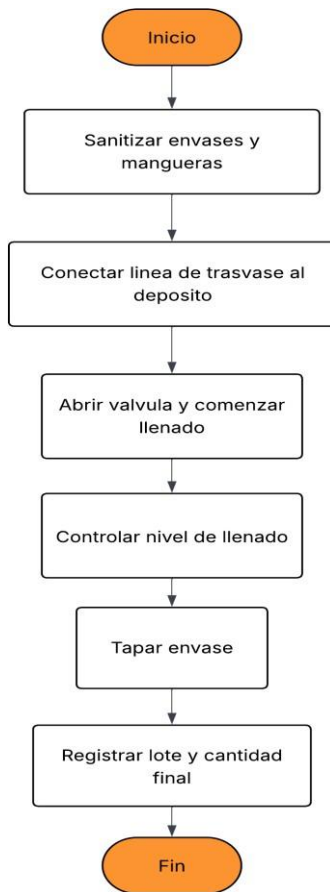 Inicio
Sanitizar envases y
mangueras
Conectar linea de trasvase al
deposito
Abrir valvula y comenzar
llenado
Controlar nivel de llenado
Tapar envase
Registrar lote y cantidad
final
Fin